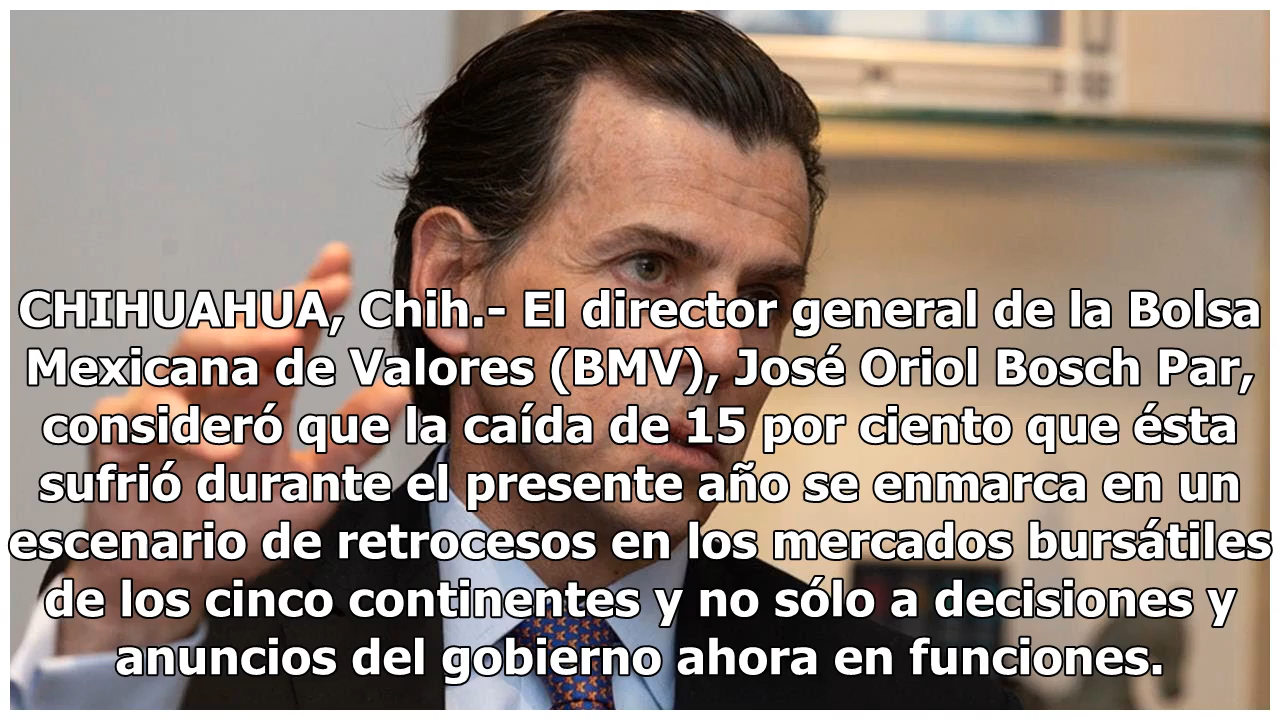 CHIHUAHUA, Chih.- El director general de la Bolsa
Mexicana de Valores (BMV), José Oriol Bosch Par,
consideró que la caída de 15 por ciento que ésta
sufrió durante el presente año se enmarca en un
escenario de retrocesos en los mercados bursátiles
de los cinco continentes y no sólo a decisiones y
anuncios del gobierno ahora en funciones.